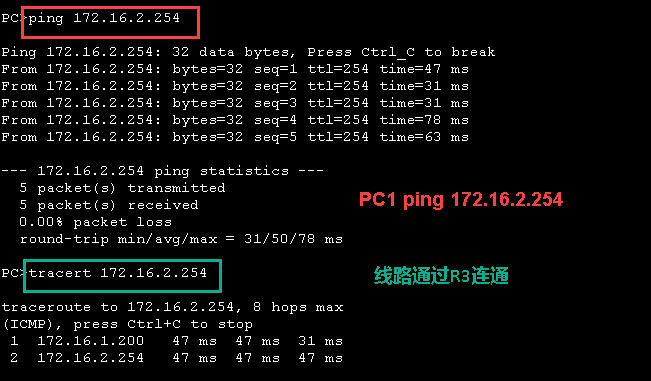 PC>ping 172.16.2.254
Ping 172.16.2.254: 32 data bytes, Press Ctrl_C to break
From 172.16.2.254: bytes=32 seq=1 ttl=254 time=47 ms
From 172.16.2.254: bytes=32 seq=2 ttl=254 time=31 ms
From 172.16.2.254: bytes=32 seq=3 ttl=254 time=31 ms
From 172.16.2.254: bytes=32 seq=4 ttl=254 time=78 ms
From 172.16.2.254: bytes=32 seq=5 ttl=254 time=63 ms
--- 172.16.2.254 ping statistics ---
5 packet(s) transmitted
5 packet(s) received
0.00% packet loss
round-trip min/avg/max = 31/50/78 ms
PC1 ping 172.16.2.254
PC>tracert 172.16.2.254
线路通过R3连通
traceroute to 172.16.2.254, 8 hops max
(ICMP), press Ctrl+C to stop
1 172.16.1.200 47 ms 47 ms 31 ms
2 172.16.2.254 47 ms 47 ms 47 ms